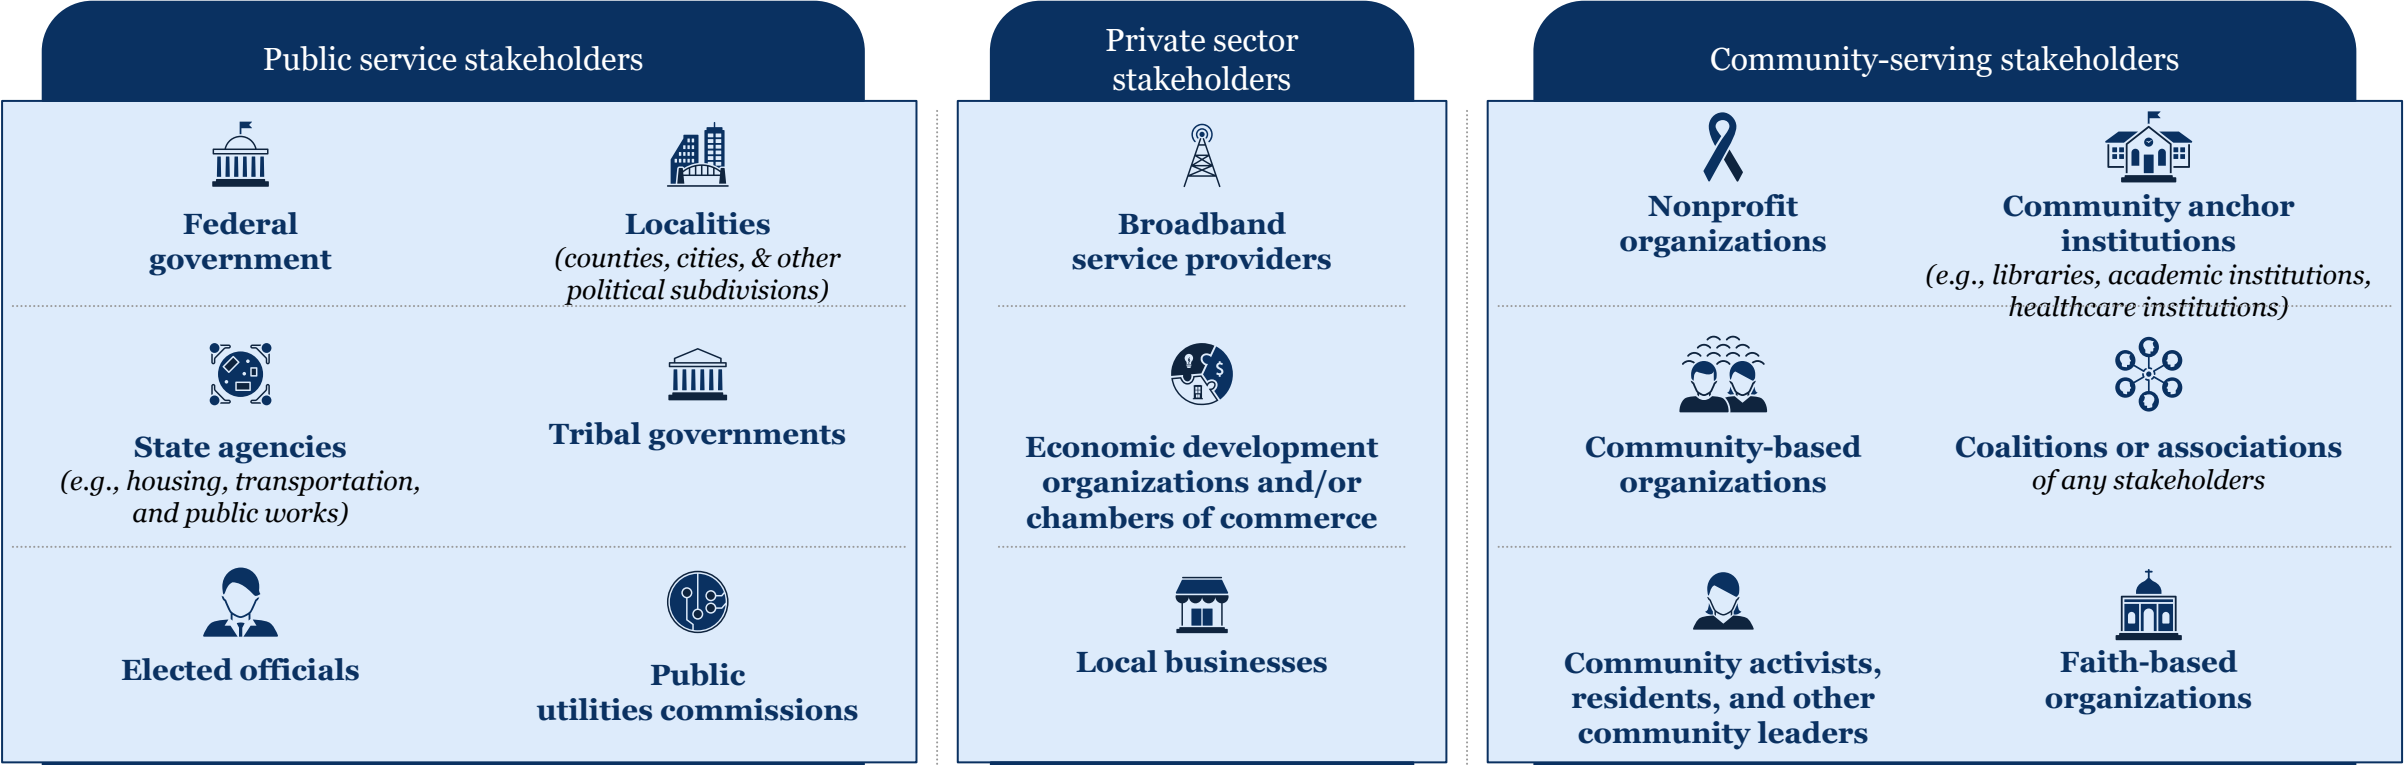 Public service stakeholders
Federal
government
Localities
(counties, cities, & other
political subdivisions)
State agencies
(e.g., housing, transportation,
and public works)
Tribal governments
Elected officials
Public
utilities commissions
Private sector
stakeholders
Broadband
service providers
Economic development
organizations and/or
chambers of commerce
Local businesses
Community-serving stakeholders
Nonprofit
organizations
Community anchor
institutions
(e.g., libraries, academic institutions,
healthcare institutions)
Community-based
organizations
Coalitions or associations
of any stakeholders
Community activists,
residents, and other
community leaders
Faith-based
organizations